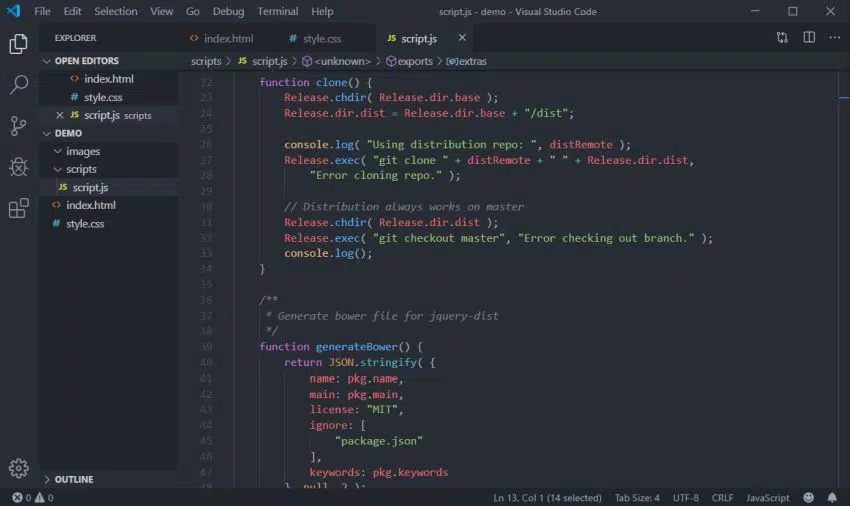 File Edit Selection View Go Debug Terminal Help script.js - demo - Visual Studio Code
EXPLORER
index.html style.css script.js
OPEN EDITORS
index.html
style.css
script.js scripts
DEMO
images
scripts
script.js
index.html
style.css
OUTLINE
scripts > script.js > <unknown> > exports > extras
22 function clone() {
23 Release.chdir( Release.dir.base );
24 Release.dir.dist = Release.dir.base + "/dist";
25
26 console.log( "Using distribution repo: ", distRemote );
27 Release.exec( "git clone " + distRemote + " " + Release.dir.dist,
28 "Error cloning repo." );
29
30 // Distribution always works on master
31 Release.chdir( Release.dir.dist );
32 Release.exec( "git checkout master", "Error checking out branch." );
33 console.log();
34 }
35
36 /**
37 * Generate bower file for jquery-dist
38 */
39 function generateBower() {
40 return JSON.stringify( {
41 name: pkg.name,
42 main: pkg.main,
43 license: "MIT",
44 ignore: [
45 "package.json"
46 ],
47 keywords: pkg.keywords
48 }, null, 2 );
0 0 Ln 13, Col 1 (14 selected) Tab Size: 4 UTF-8 CRLF JavaScript